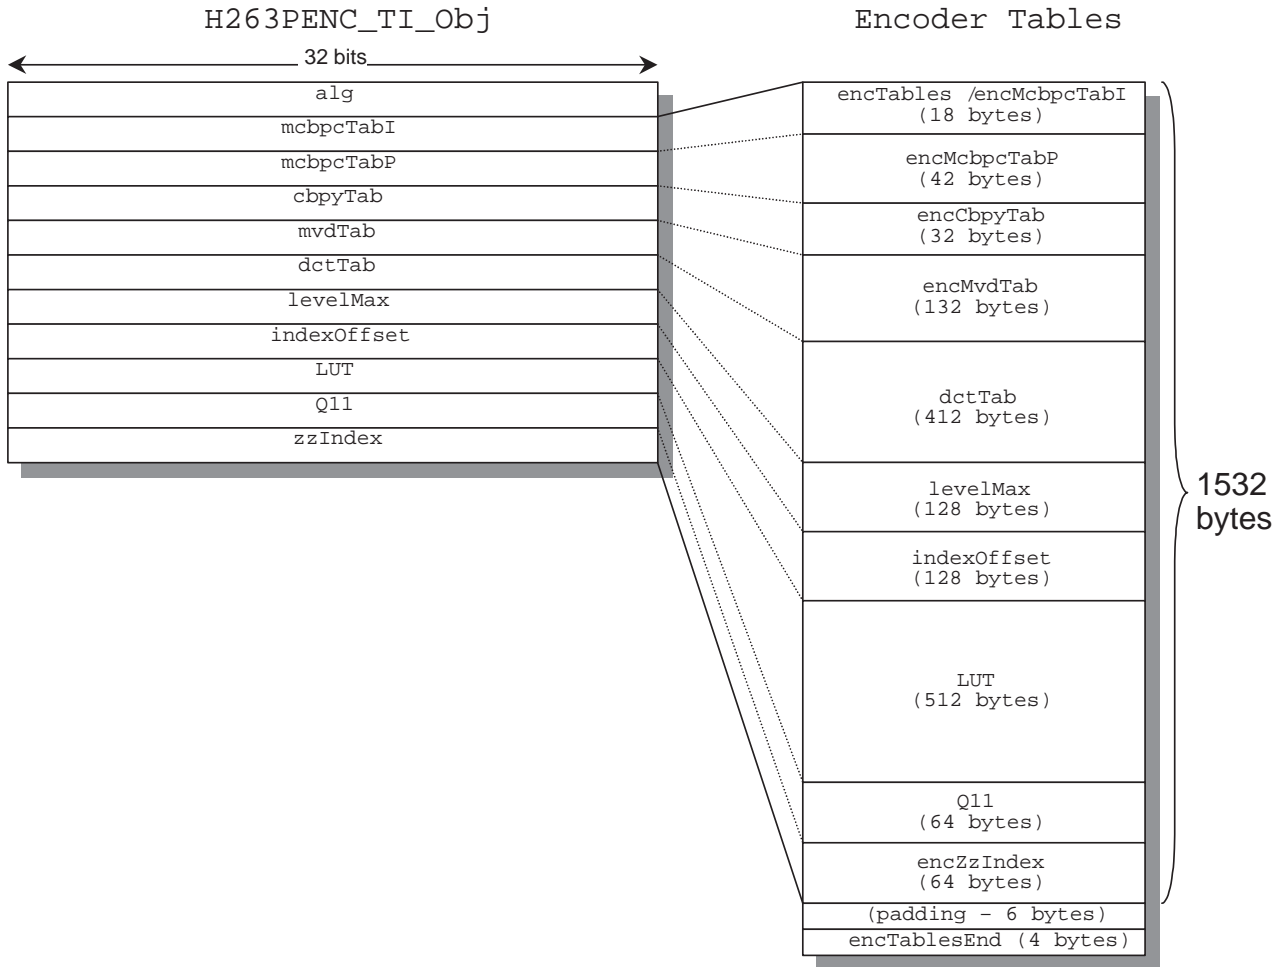 H263PENC_TI_Obj
32 bits
alg
mcbpcTabI
mcbpcTabP
cbpyTab
mvdTab
dctTab
levelMax
indexOffset
LUT
Q11
zzIndex
Encoder Tables
encTables /encMcbpcTabI
(18 bytes)
encMcbpcTabP
(42 bytes)
encCbpyTab
(32 bytes)
encMvdTab
(132 bytes)
dctTab
(412 bytes)
levelMax
(128 bytes)
indexOffset
(128 bytes)
LUT
(512 bytes)
Q11
(64 bytes)
encZzIndex
(64 bytes)
(padding – 6 bytes)
encTablesEnd (4 bytes)
1532
bytes